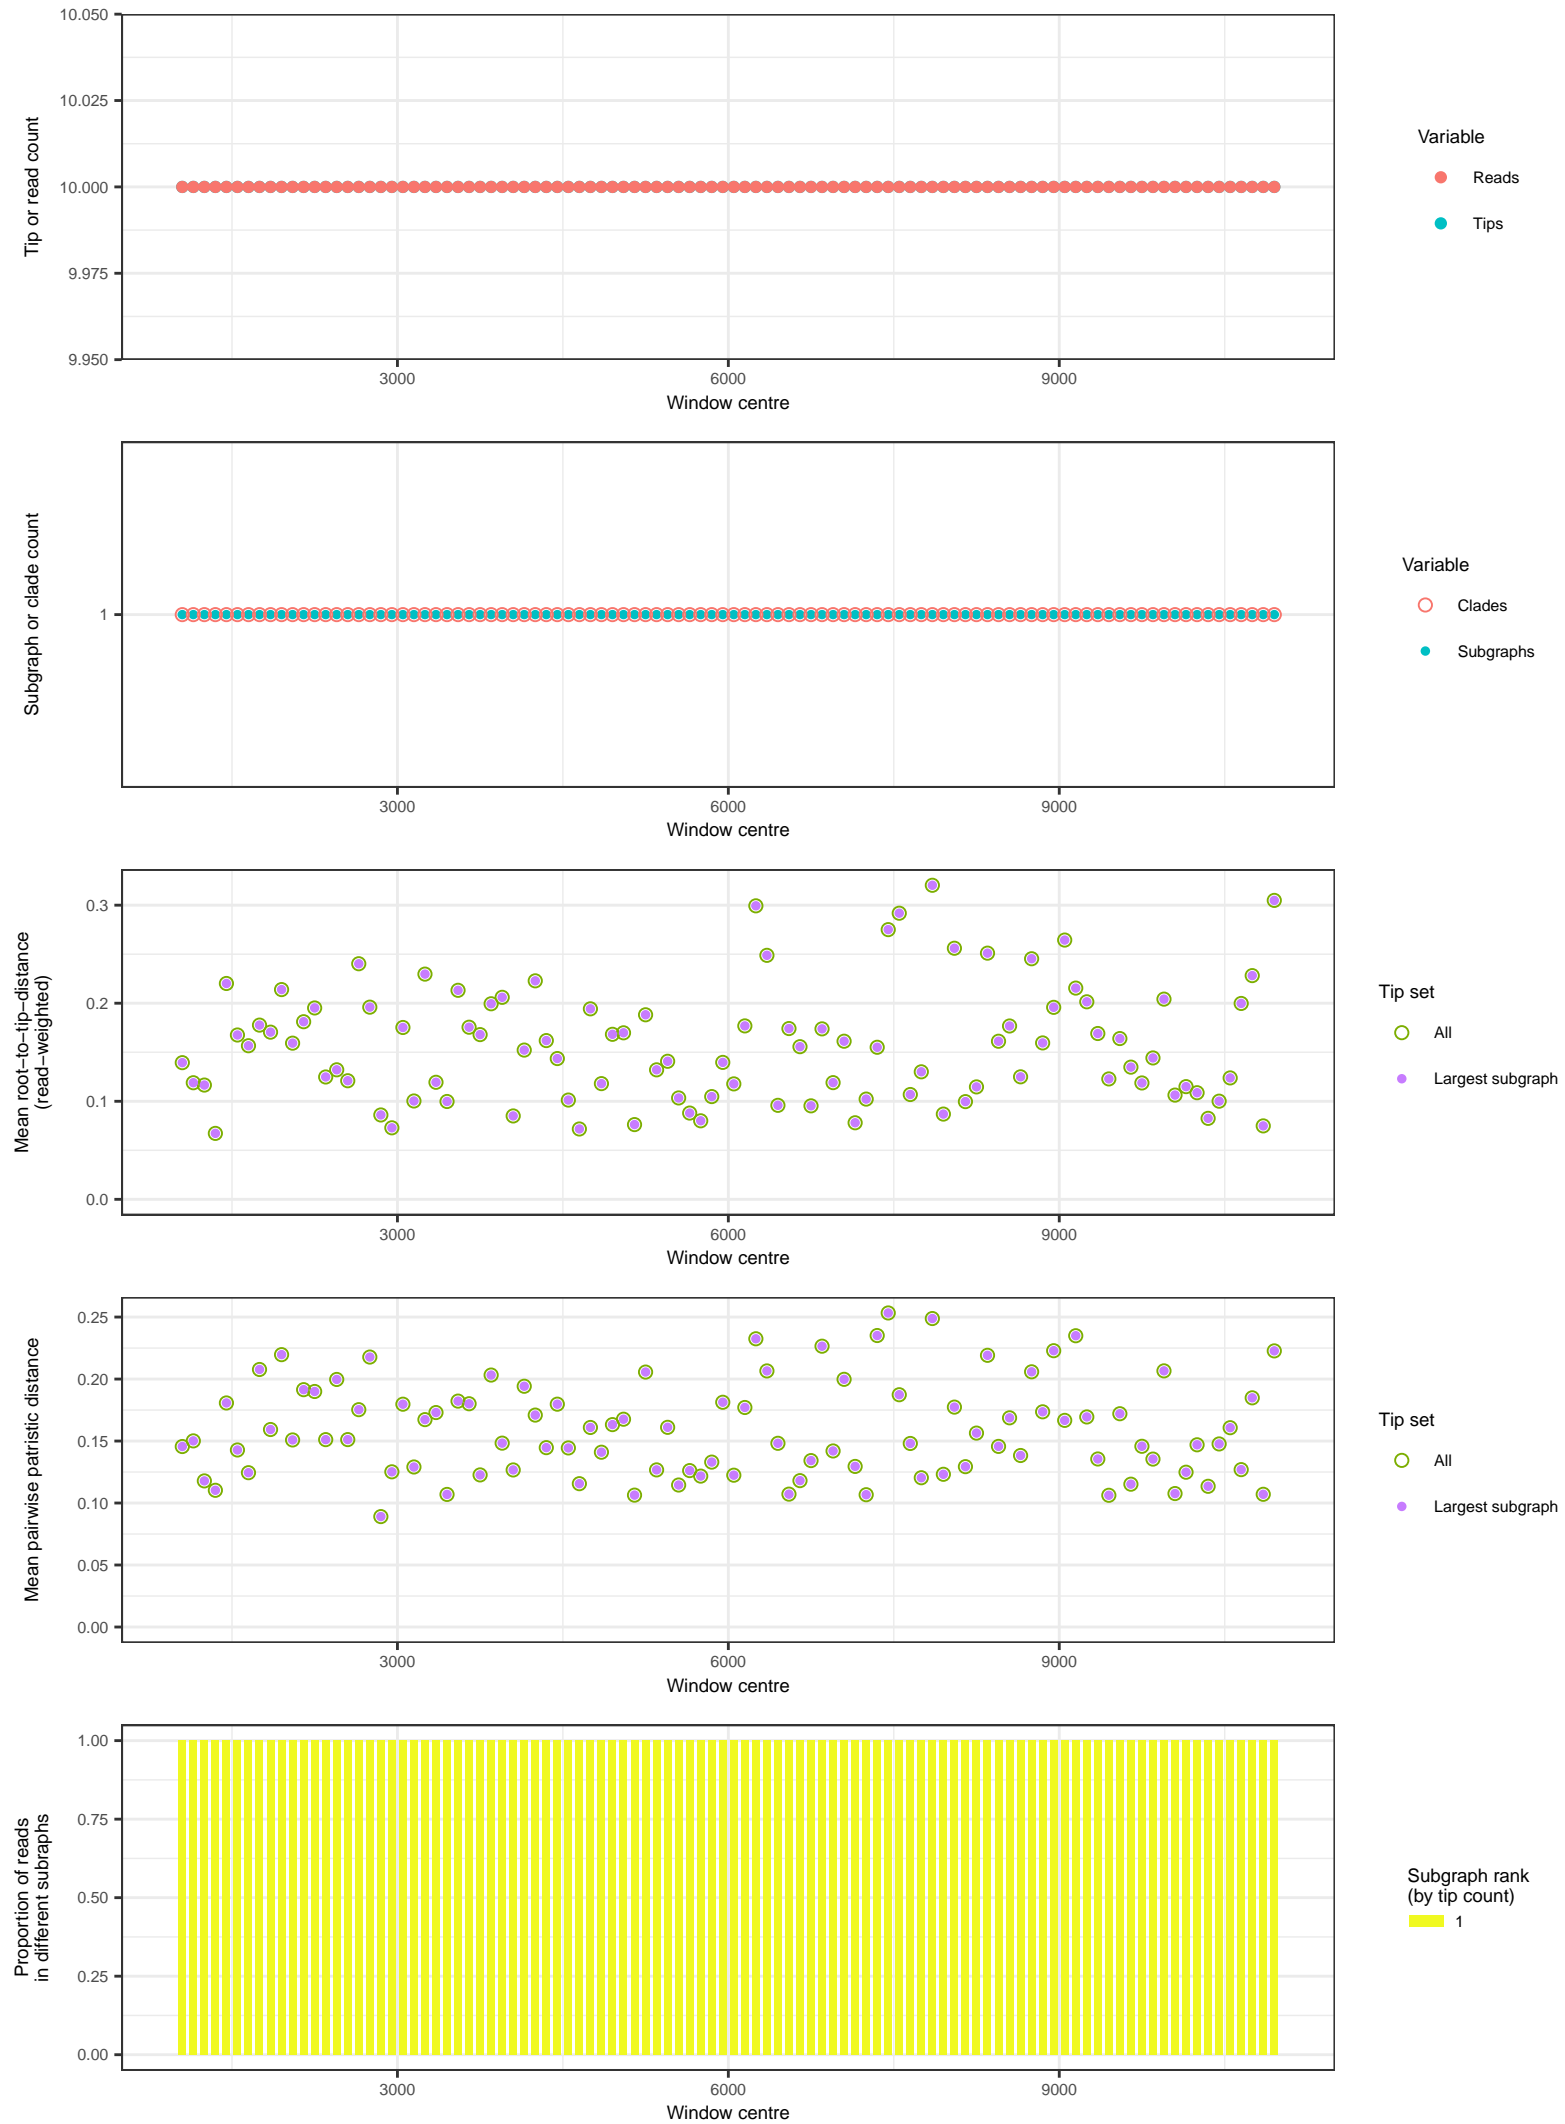 10.050
10.025
10.000
9.975
9.950
Tip or read count
3000 6000 9000
Window centre
Variable
Reads
Tips
1
Subgraph or clade count
3000 6000 9000
Window centre
Variable
Clades
Subgraphs
0.3
0.2
0.1
0.0
Mean root−to−tip−distance
(read−weighted)
3000 6000 9000
Window centre
Tip set
All
Largest subgraph
0.25
0.20
0.15
0.10
0.05
0.00
Mean pairwise patristic distance
3000 6000 9000
Window centre
Tip set
All
Largest subgraph
1.00
0.75
0.50
0.25
0.00
Proportion of reads
in different subraphs
3000 6000 9000
Window centre
Subgraph rank
(by tip count)
1